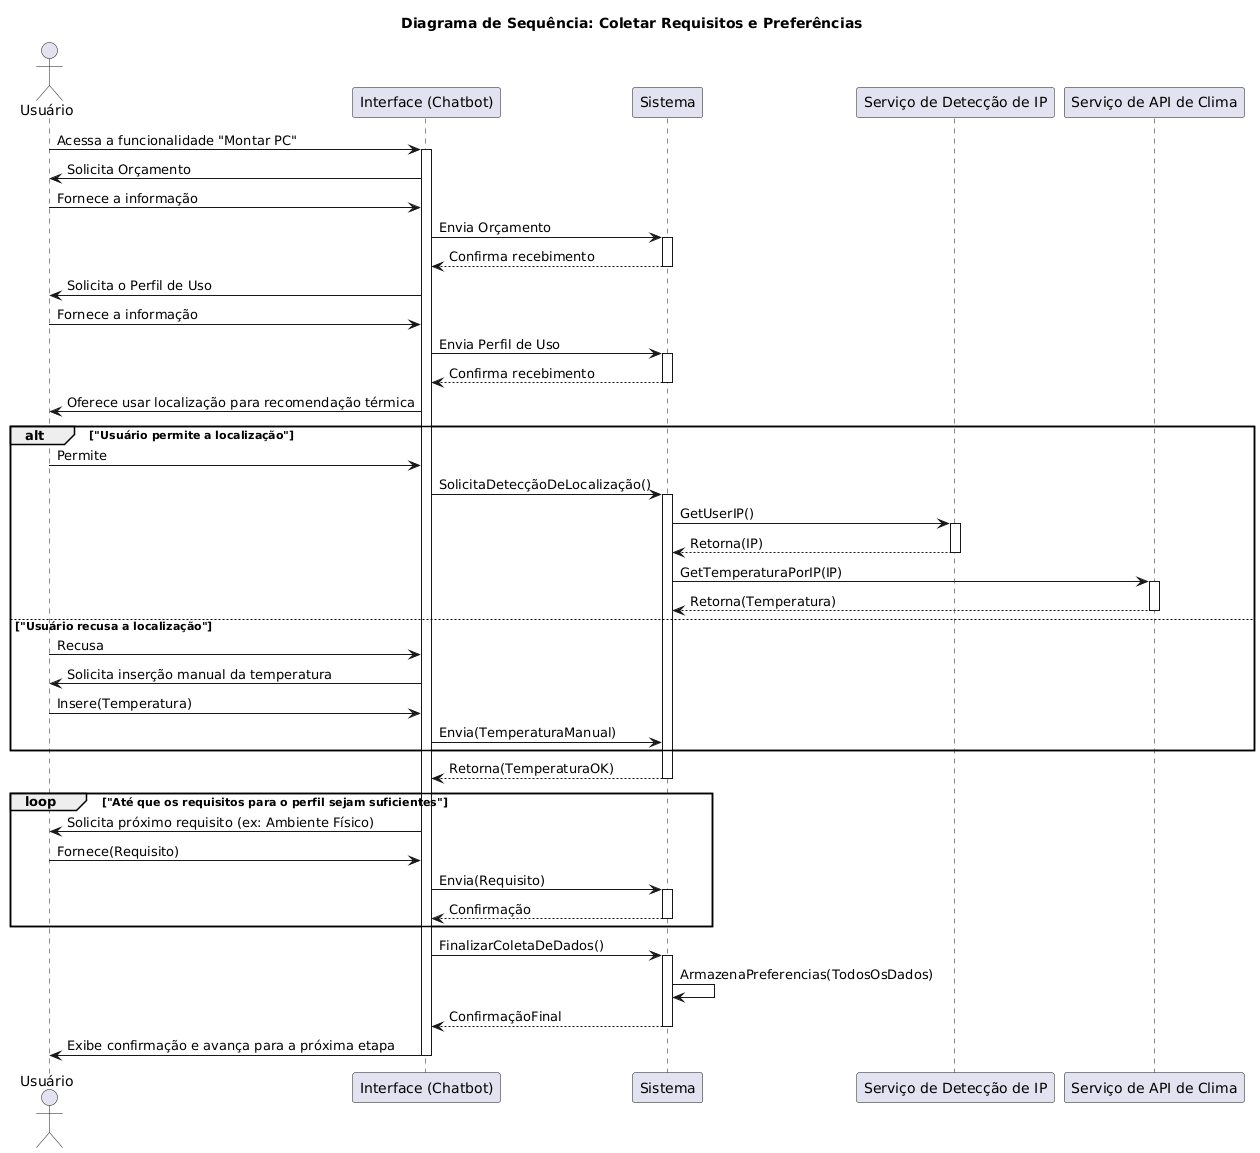 Diagrama de Sequência: Coletar Requisitos e Preferências
Usuário
Interface (Chatbot)
Sistema
Serviço de Detecção de IP
Serviço de API de Clima
Acessa a funcionalidade "Montar PC"
Solicita Orçamento
Fornece a informação
Envia Orçamento
Confirma recebimento
Solicita o Perfil de Uso
Fornece a informação
Envia Perfil de Uso
Confirma recebimento
Oferece usar localização para recomendação térmica
alt
["Usuário permite a localização"]
Permite
SolicitaDetecçãoDeLocalização()
GetUserIP()
Retorna(IP)
GetTemperaturaPorIP(IP)
Retorna(Temperatura)
["Usuário recusa a localização"]
Recusa
Solicita inserção manual da temperatura
Insere(Temperatura)
Envia(TemperaturaManual)
Retorna(TemperaturaOK)
loop
["Até que os requisitos para o perfil sejam suficientes"]
Solicita próximo requisito (ex: Ambiente Físico)
Fornece(Requisito)
Envia(Requisito)
Confirmação
FinalizarColetaDeDados()
ArmazenaPreferencias(TodosOsDados)
ConfirmaçãoFinal
Exibe confirmação e avança para a próxima etapa
Usuário
Interface (Chatbot)
Sistema
Serviço de Detecção de IP
Serviço de API de Clima